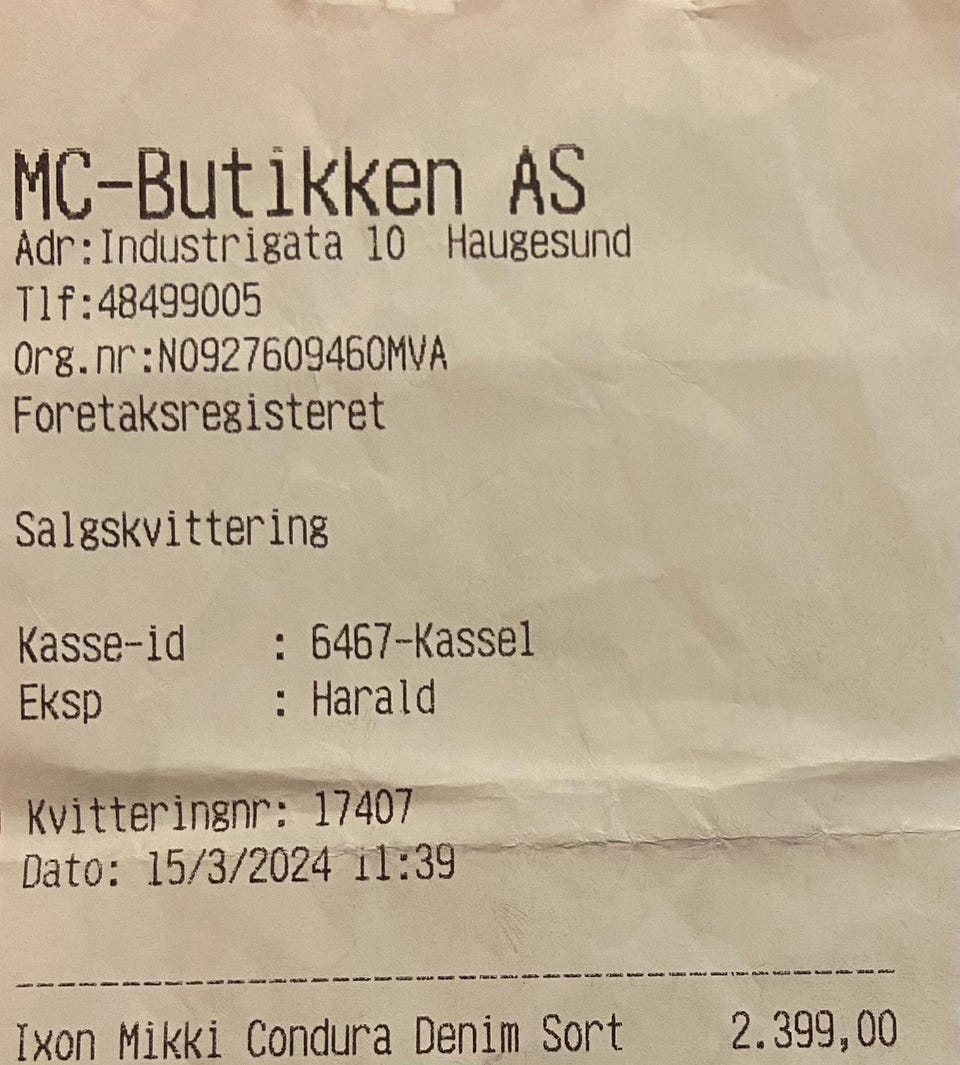 MC-Butikken AS
Adr:Industrigata 10 Haugesund
Tlf:48499005
Org.nr:NO927609460MVA
Foretaksregisteret
Salgskvittering
Kasse-id : 6467-Kasse1
Eksp : Harald
Kvitteringnr: 17407
Dato: 15/3/2024 11:39
Ixon Mikki Condura Denim Sort 2.399,00